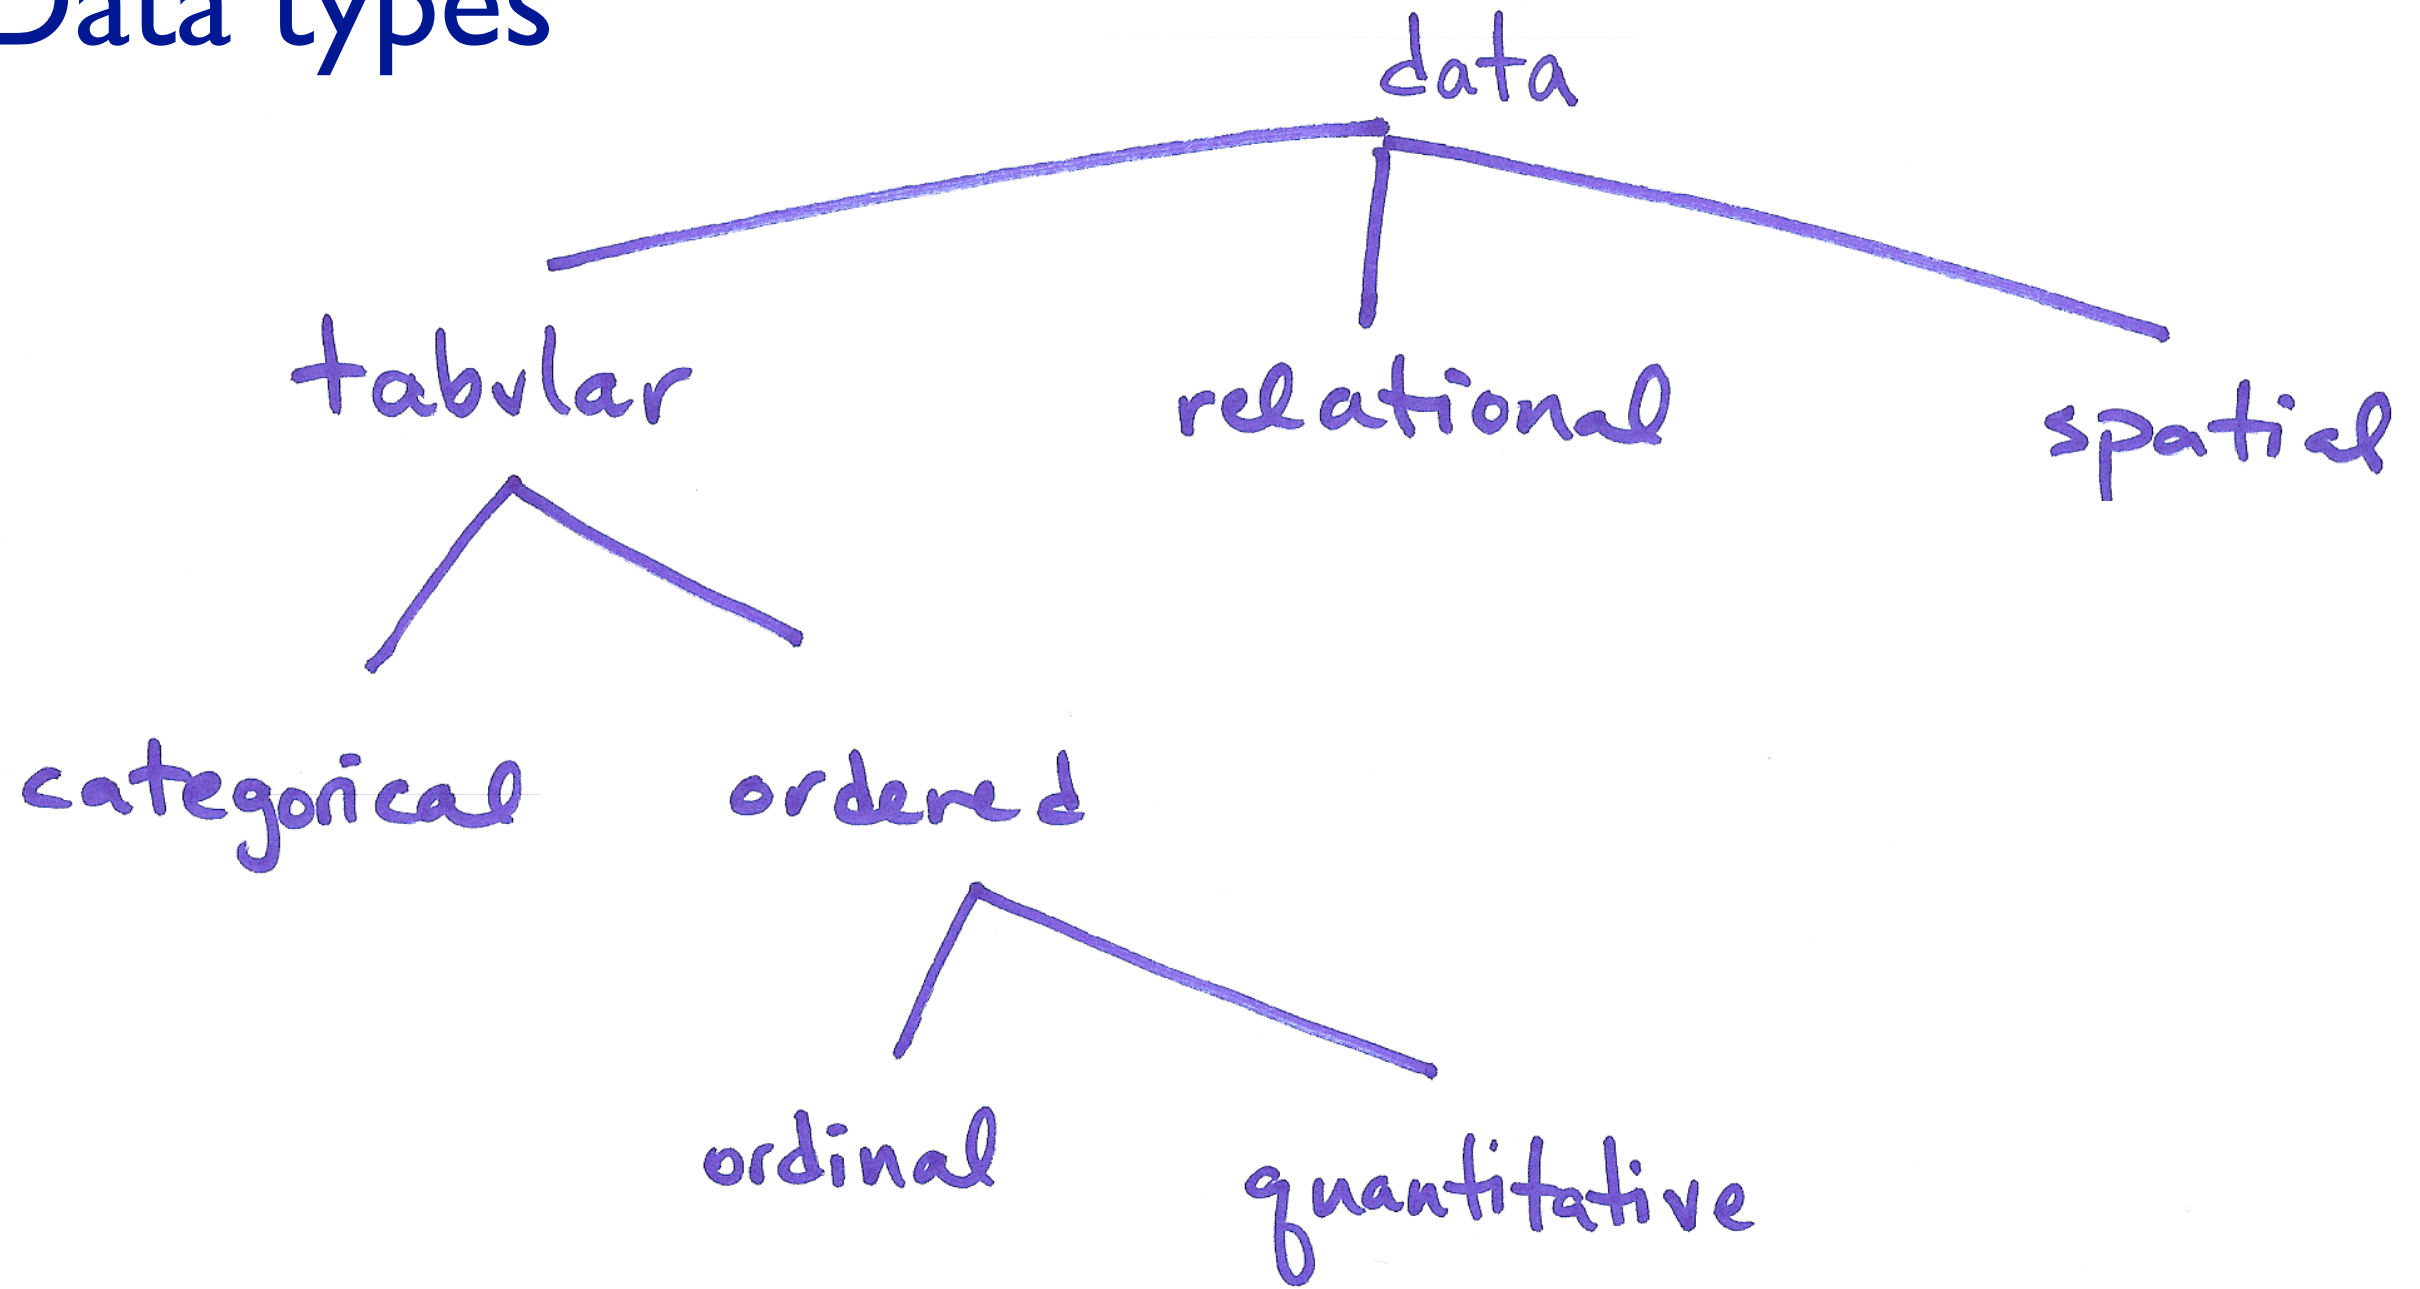 Data types
data
tabular
relational
spatial
categorical
ordered
ordinal
quantitative